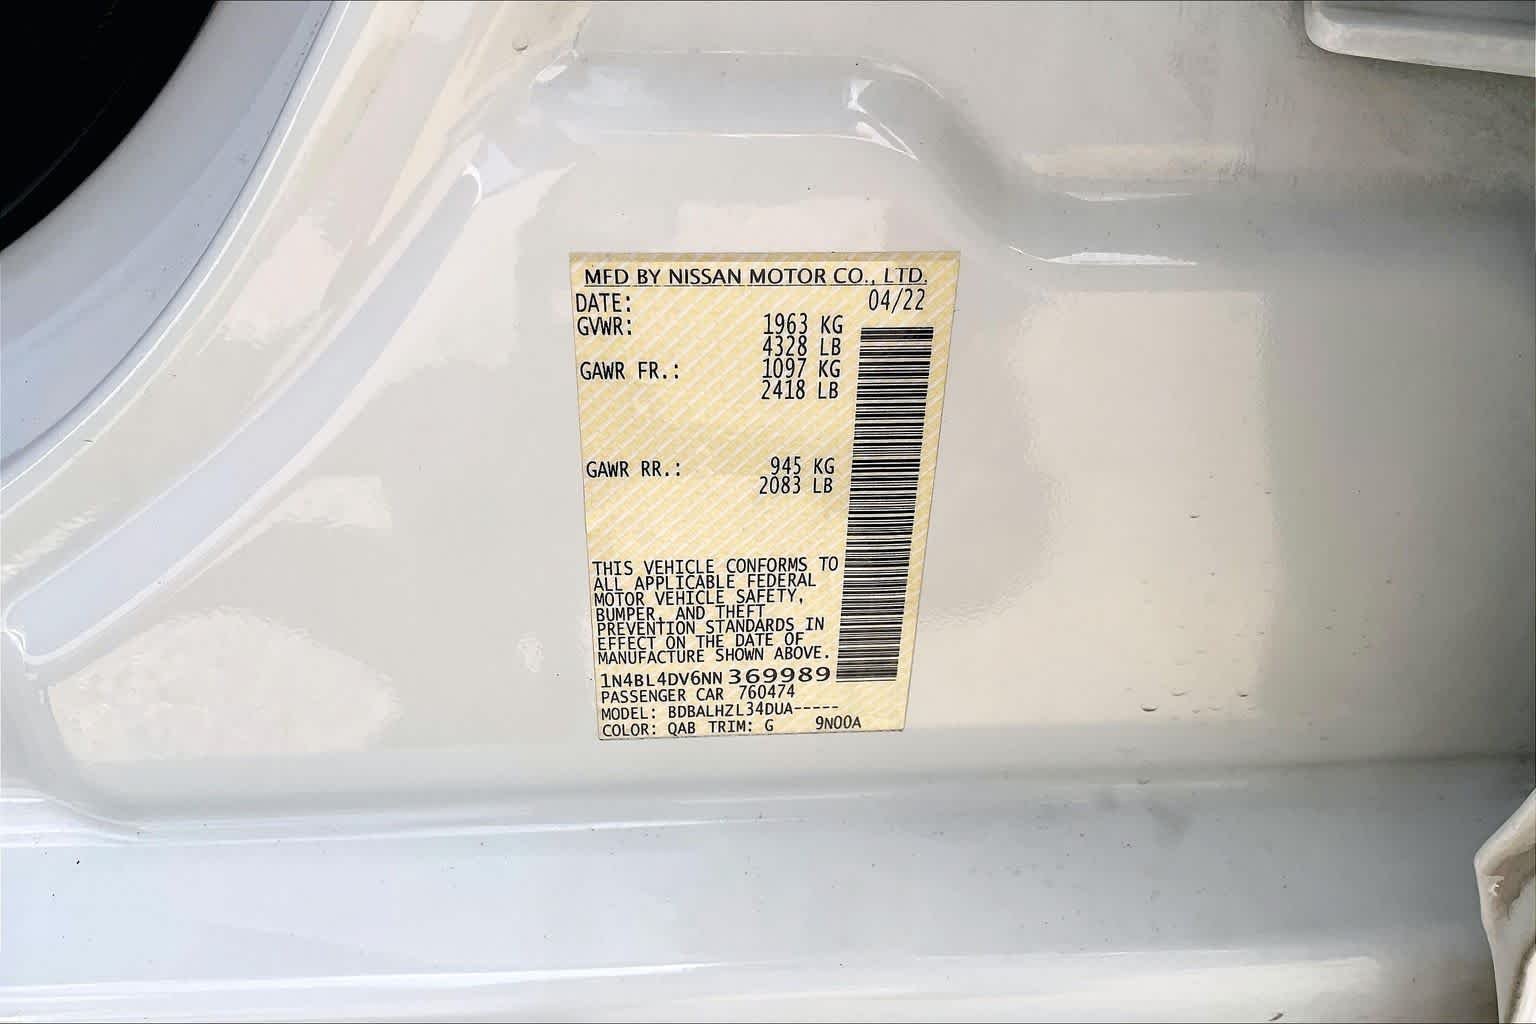 MFD BY NISSAN MOTOR CO., LTD.
DATE: 04/22
GVWR: 1963 KG
4328 LB
GAWR FR.: 1097 KG
2418 LB
GAWR RR.: 945 KG
2083 LB
THIS VEHICLE CONFORMS TO
ALL APPLICABLE FEDERAL
MOTOR VEHICLE SAFETY,
BUMPER, AND THEFT
PREVENTION STANDARDS IN
EFFECT ON THE DATE OF
MANUFACTURE SHOWN ABOVE.
1N4BL4DV6NN369989
PASSENGER CAR 760474
MODEL: BDBALHZL34DUA-----
COLOR: QAB TRIM: G 9N00A